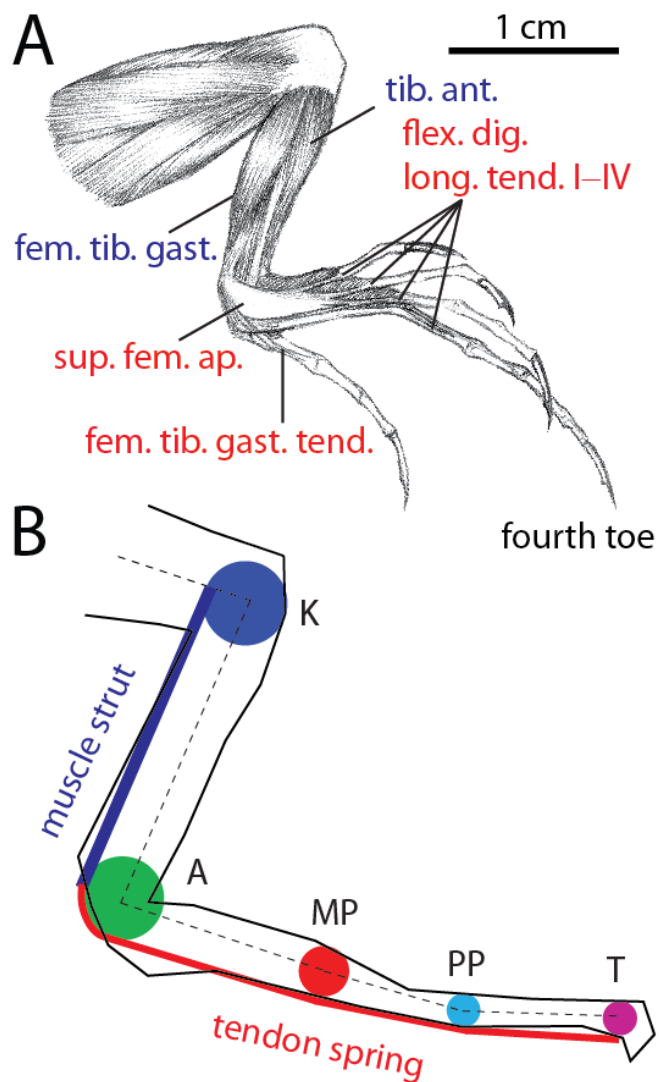 A
1 cm
tib. ant.
flex. dig.
long. tend. I–IV
fem. tib. gast.
sup. fem. ap.
fem. tib. gast. tend.
fourth toe
B
K
muscle strut
A
MP
PP
T
tendon spring